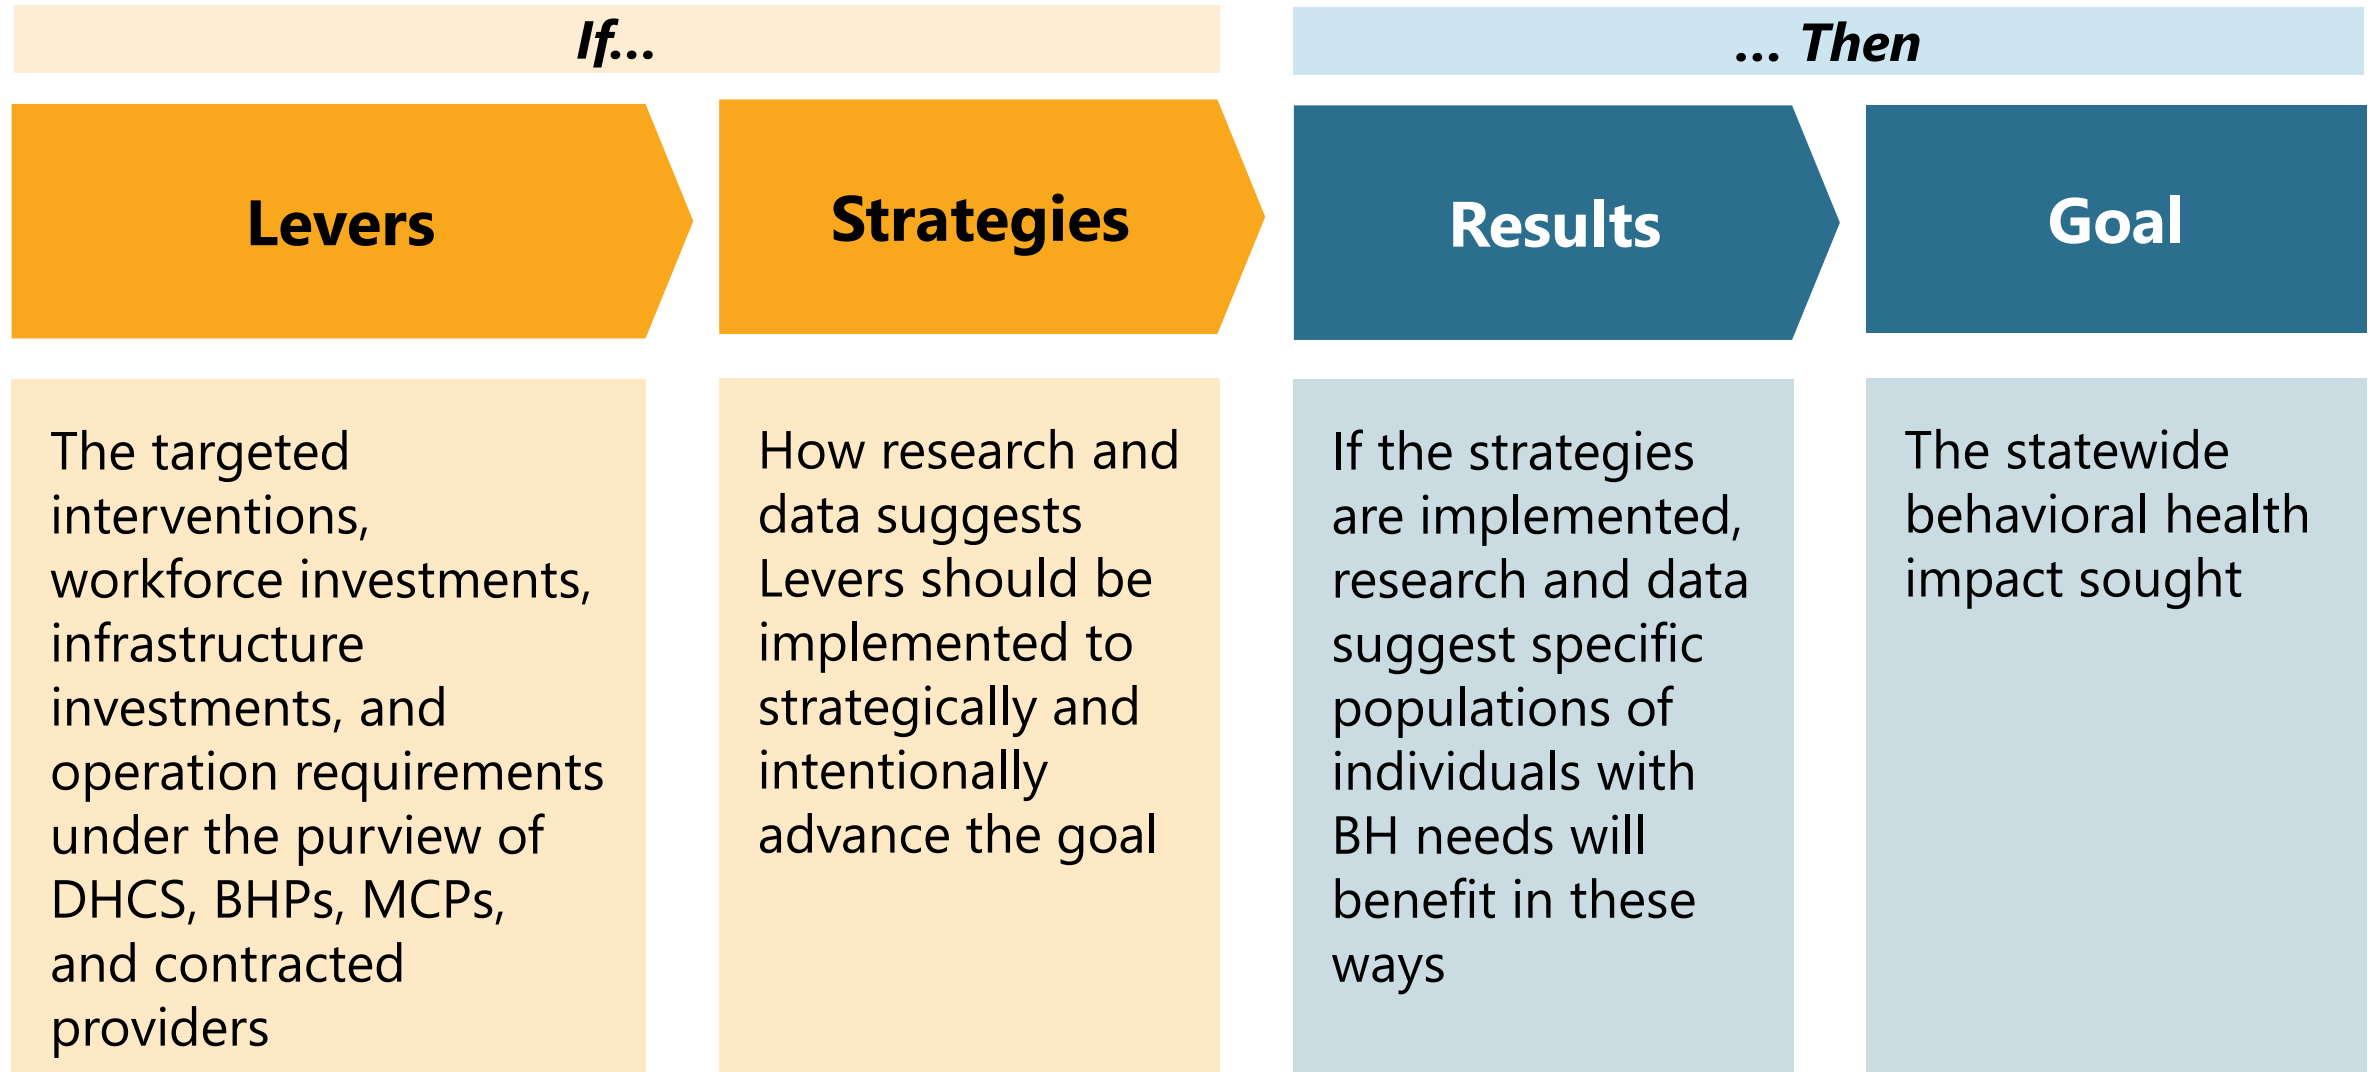 If...
... Then
Levers
Strategies
Results
Goal
The targeted
interventions,
workforce investments,
infrastructure
investments, and
operation requirements
under the purview of
DHCS, BHPs, MCPs,
and contracted
providers
How research and
data suggests
Levers should be
implemented to
strategically and
intentionally
advance the goal
If the strategies
are implemented,
research and data
suggest specific
populations of
individuals with
BH needs will
benefit in these
ways
The statewide
behavioral health
impact sought